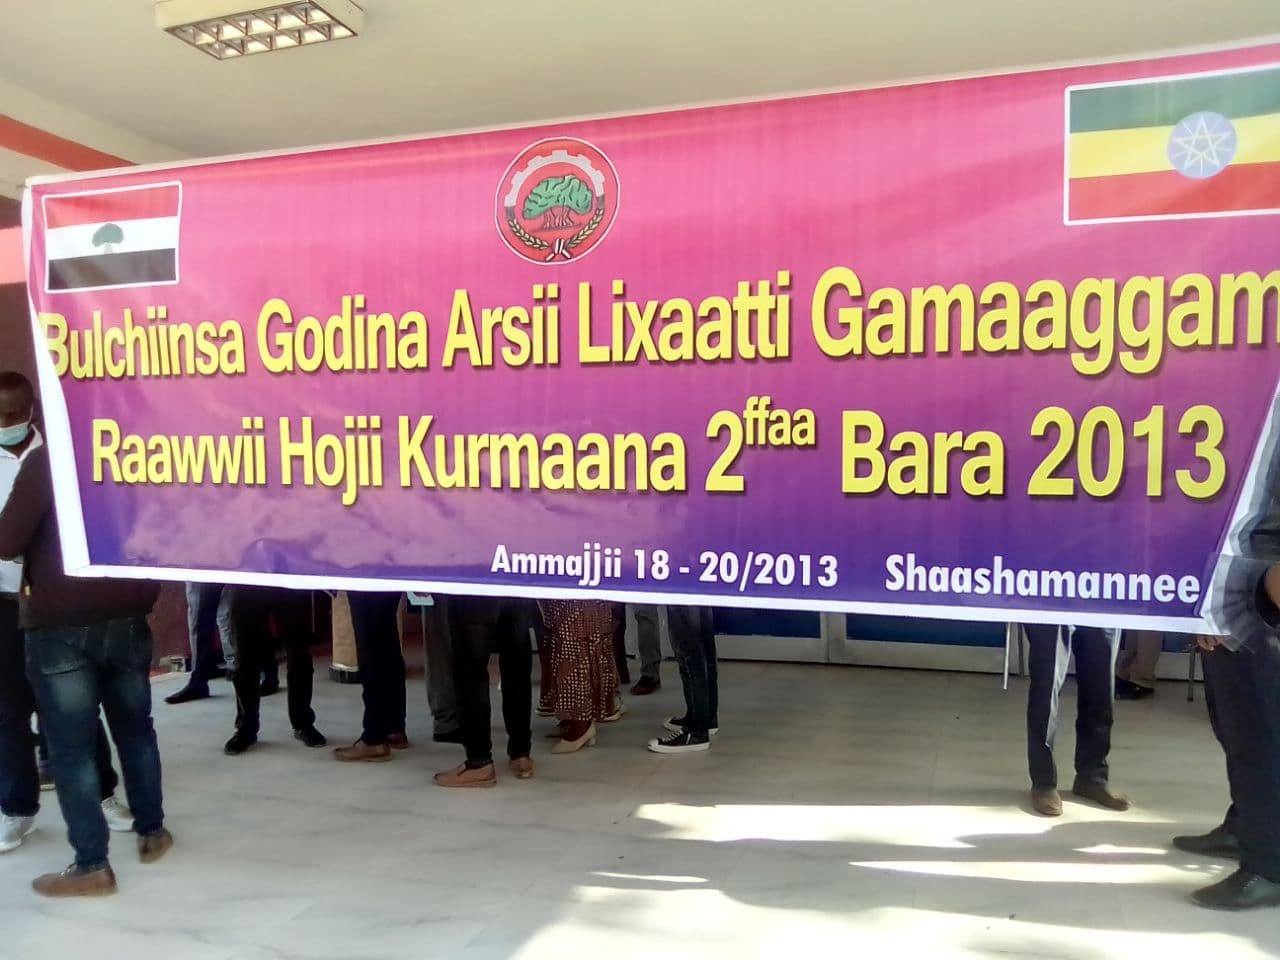 Bulchiinsa Godina Arsii Lixaatti Gamaaggam
Raawwii Hojii Kurmaana 2ffaa Bara 2013
Ammajjii 18 - 20/2013 Shaashamannee